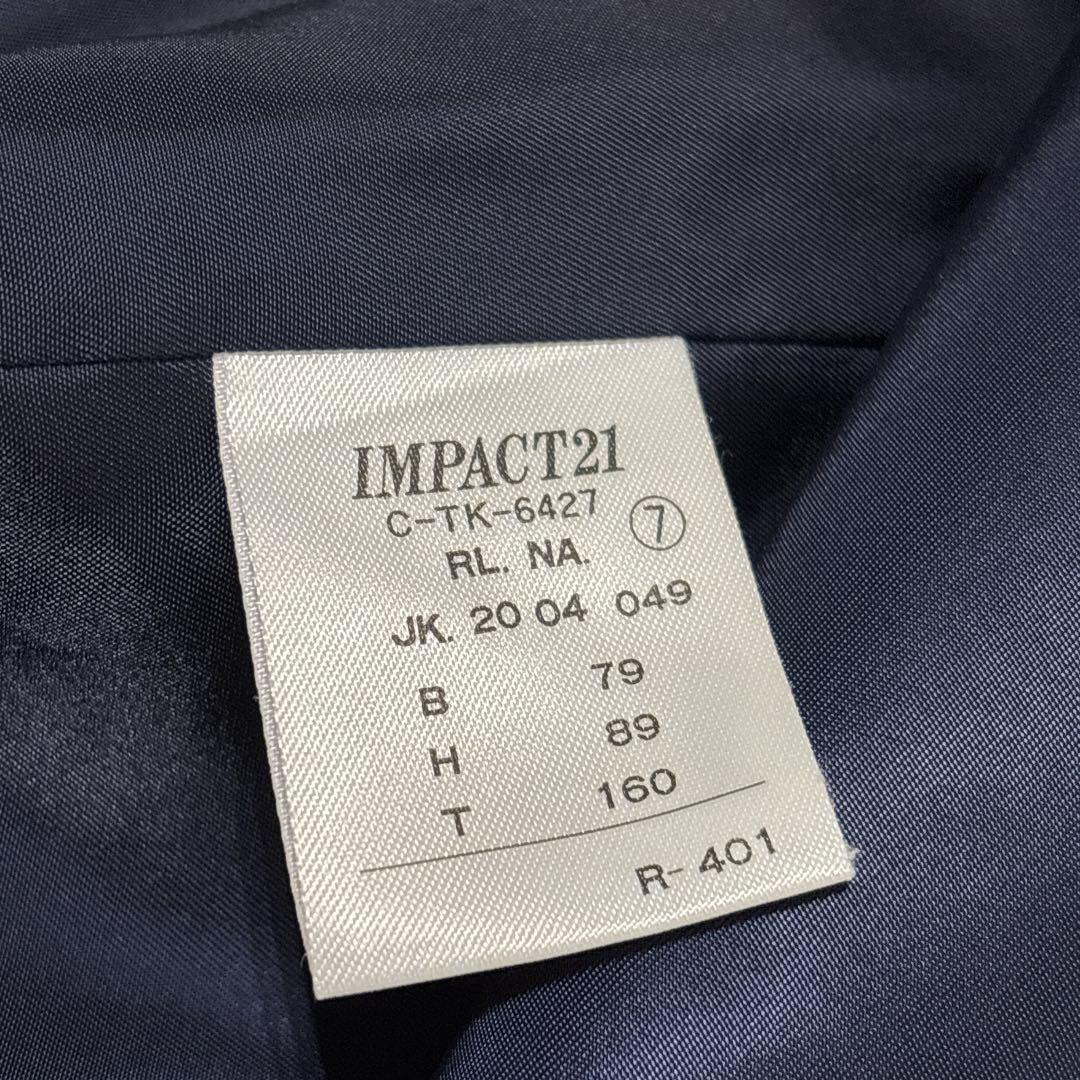 IMPACT21
C-TK-6427
RL. NA. ⑦
JK. 20 04 049
B 79
H 89
T 160
R-401